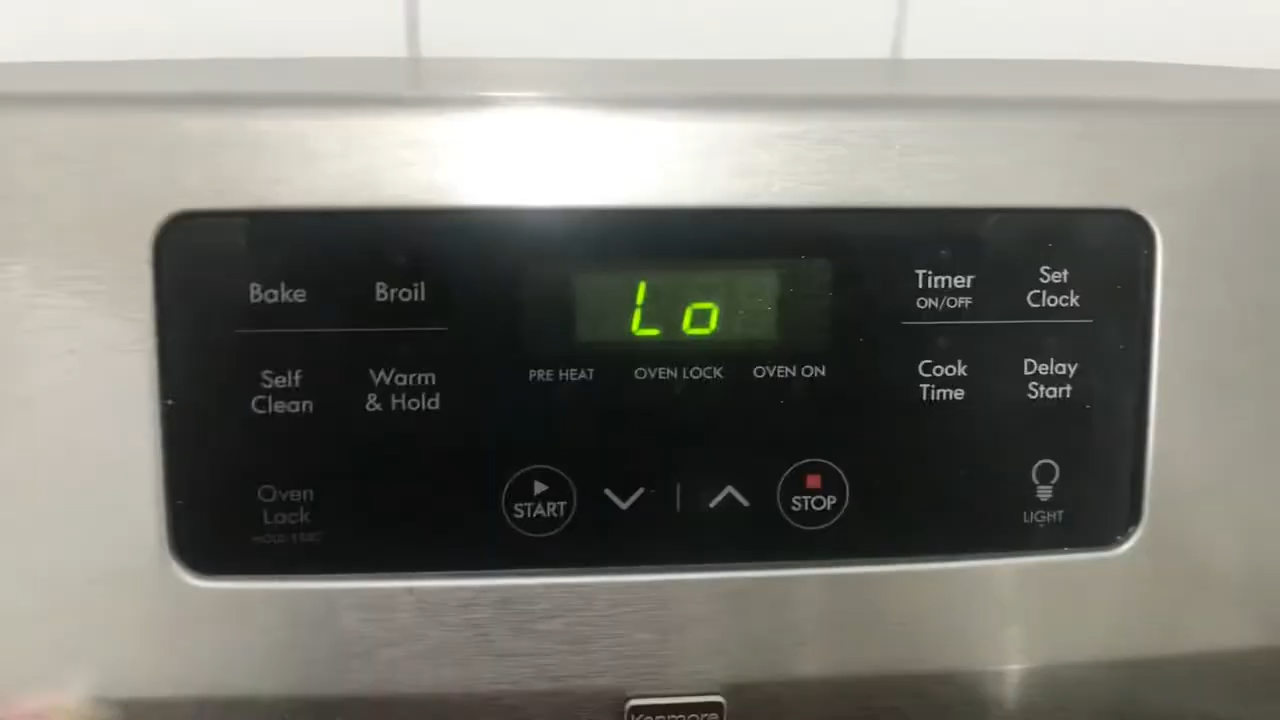 Bake
Broil
Lo
Timer
ON/OFF
Set
Clock
PRE HEAT
OVEN LOCK
OVEN ON
Self
Clean
Warm
& Hold
Cook
Time
Delay
Start
Oven
Lock
START
STOP
LIGHT
Kenmore